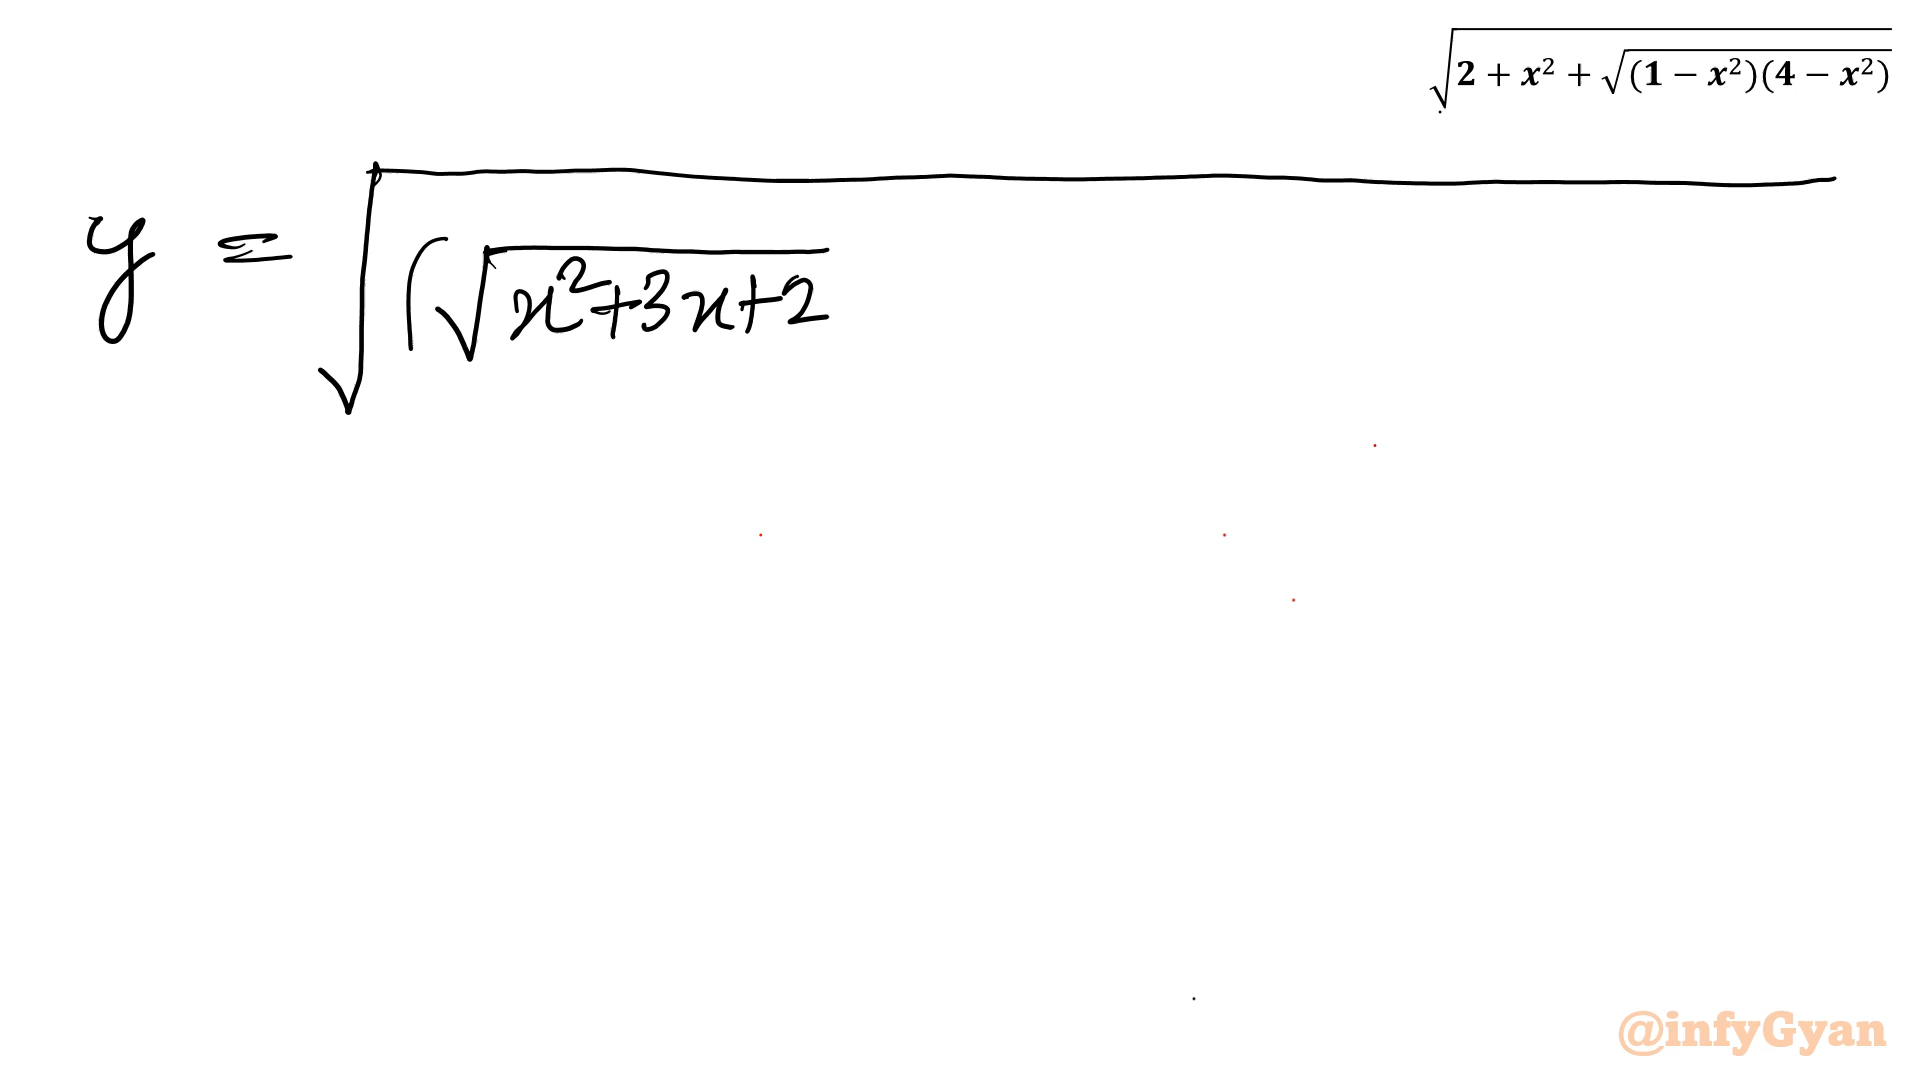 √(2 + x² + √((1 − x²)(4 − x²)))
y = √((√(x²+3x+2)
@infyGyan